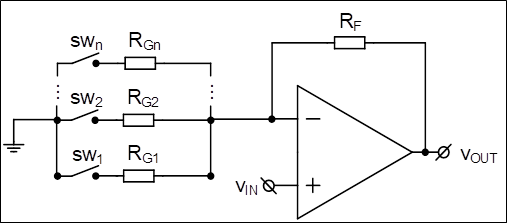 R_F
sw_n R_Gn
sw_2 R_G2
sw_1 R_G1
−
+
v_IN
v_OUT